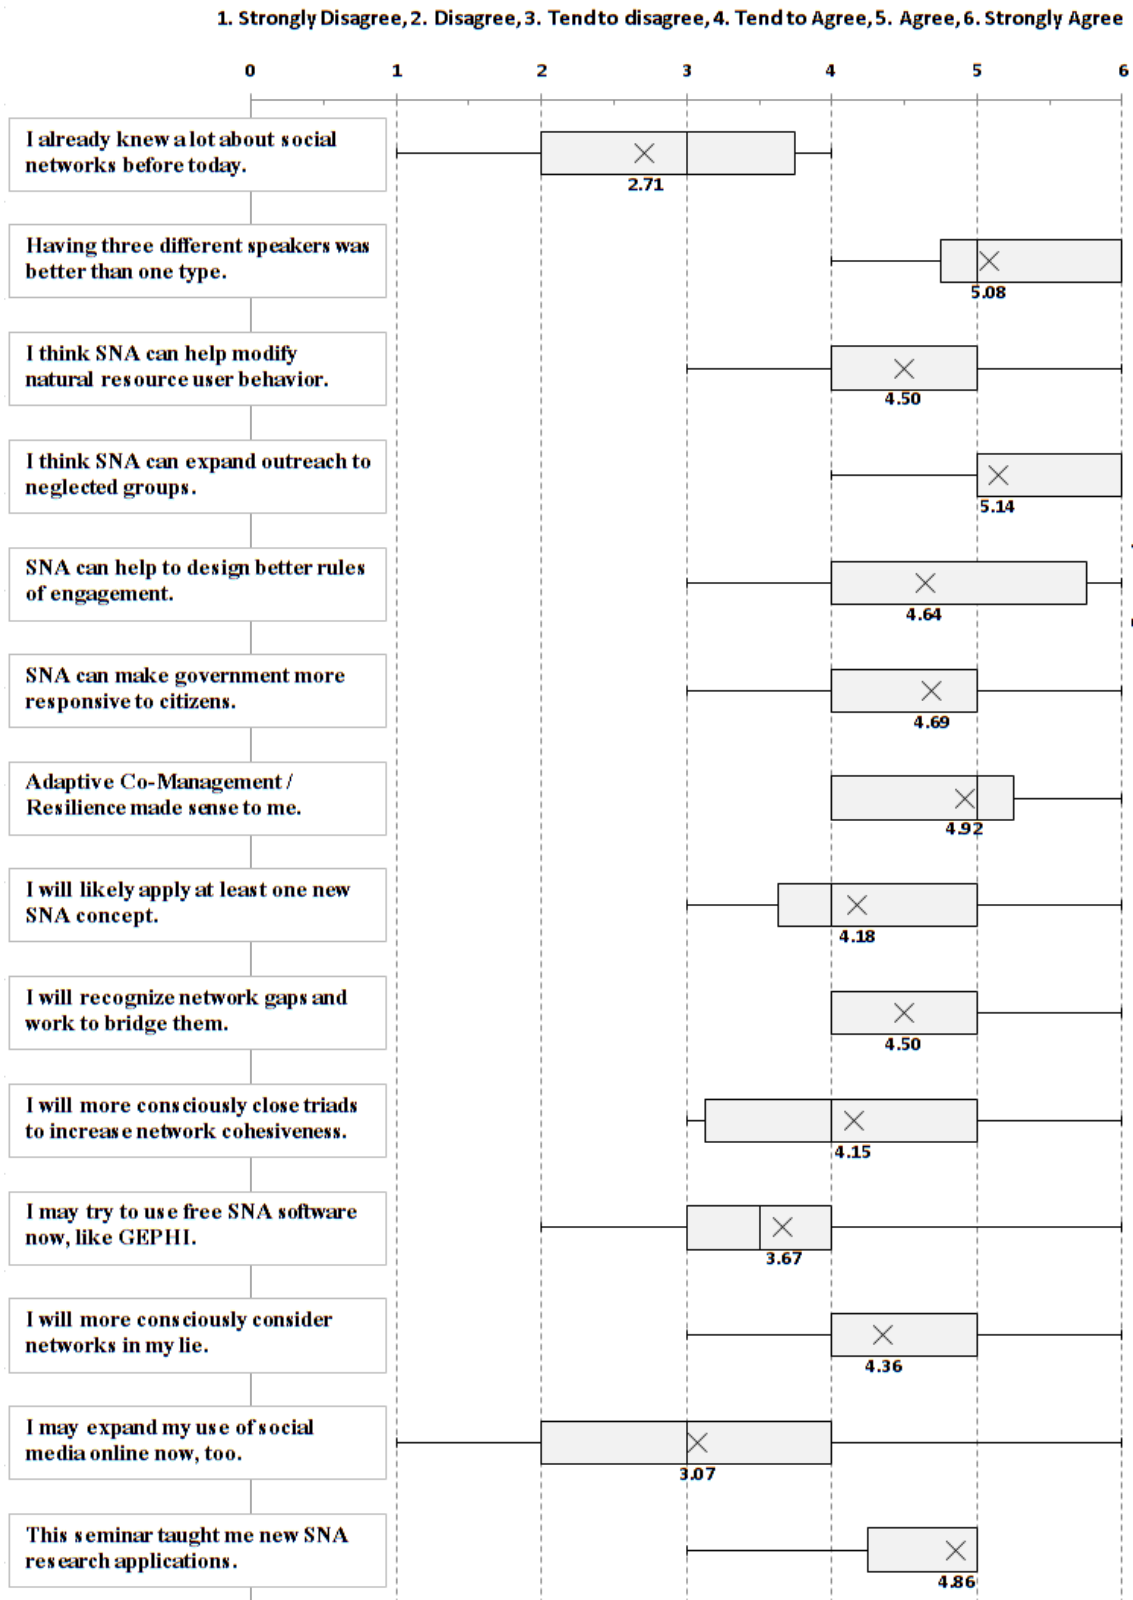 1. Strongly Disagree, 2. Disagree, 3. Tend to disagree, 4. Tend to Agree, 5. Agree, 6. Strongly Agree
0 1 2 3 4 5 6
I already knew a lot about social
networks before today.
2.71
Having three different speakers was
better than one type.
5.08
I think SNA can help modify
natural resource user behavior.
4.50
I think SNA can expand outreach to
neglected groups.
5.14
SNA can help to design better rules
of engagement.
4.64
SNA can make government more
responsive to citizens.
4.69
Adaptive Co-Management /
Resilience made sense to me.
4.92
I will likely apply at least one new
SNA concept.
4.18
I will recognize network gaps and
work to bridge them.
4.50
I will more consciously close triads
to increase network cohesiveness.
4.15
I may try to use free SNA software
now, like GEPHI.
3.67
I will more consciously consider
networks in my lie.
4.36
I may expand my use of social
media online now, too.
3.07
This seminar taught me new SNA
research applications.
4.86